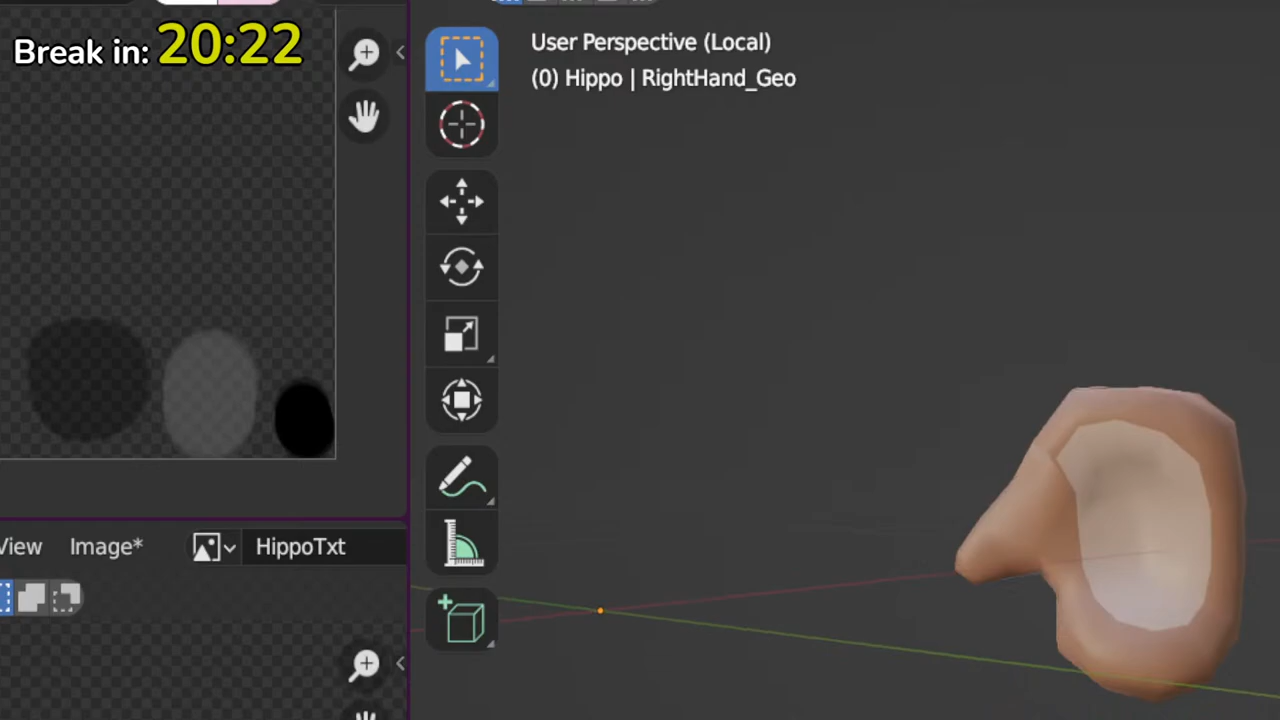 Break in: 20:22
User Perspective (Local)
(0) Hippo | RightHand_Geo
View
Image*
HippoTxt